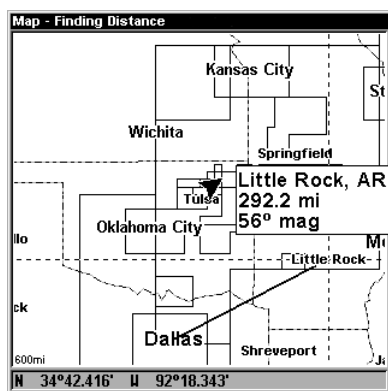 Map - Finding Distance
Kansas City
St
Wichita
Springfield
Tulsa
Little Rock, AR
292.2 mi
56º mag
Oklahoma City
llo
Me
Little Rock
ck
Dallas
Shreveport
600mi
Ja
N 34º42.416' W 92º18.343'